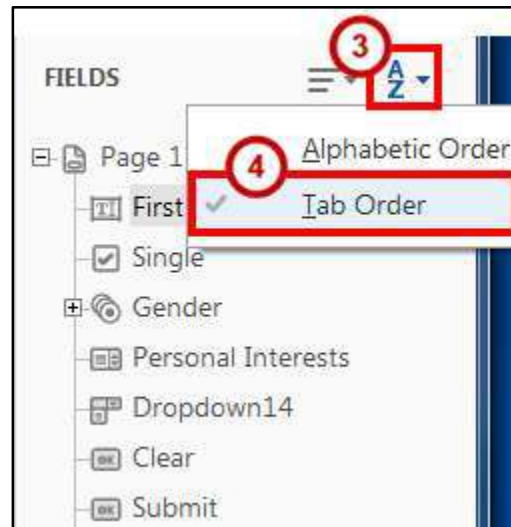 3
FIELDS
A
Z
Page 1
4
Alphabetic Order
First
Tab Order
Single
Gender
Personal Interests
Dropdown14
Clear
Submit